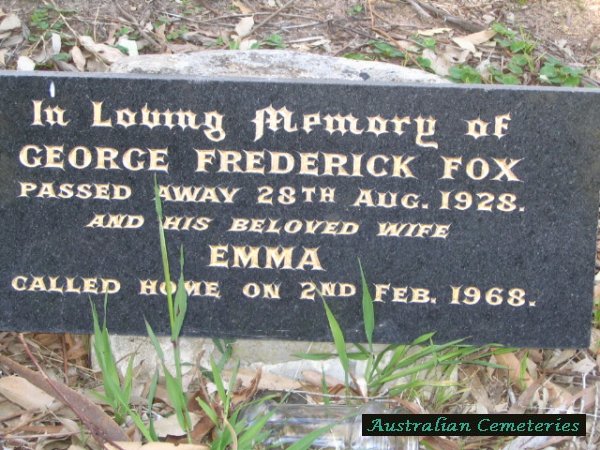 In Loving Memory of
GEORGE FREDERICK FOX
PASSED AWAY 28TH AUG. 1928.
AND HIS BELOVED WIFE
EMMA
CALLED HOME ON 2ND FEB. 1968.
Australian Cemeteries